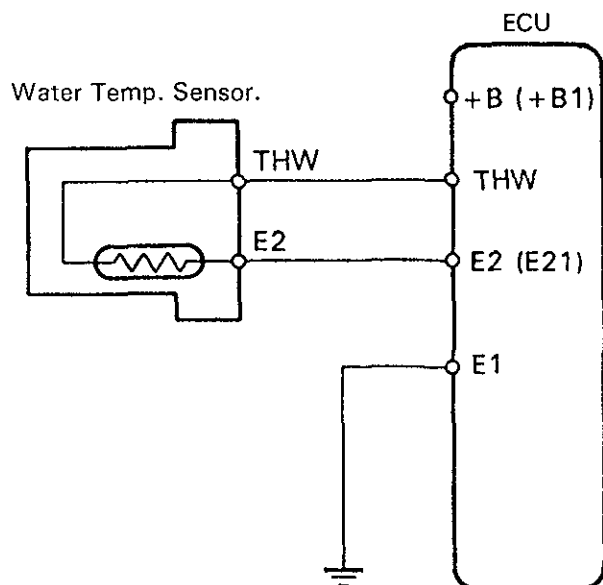 ECU
Water Temp. Sensor.
+B (+B1)
THW
THW
E2
E2 (E21)
E1